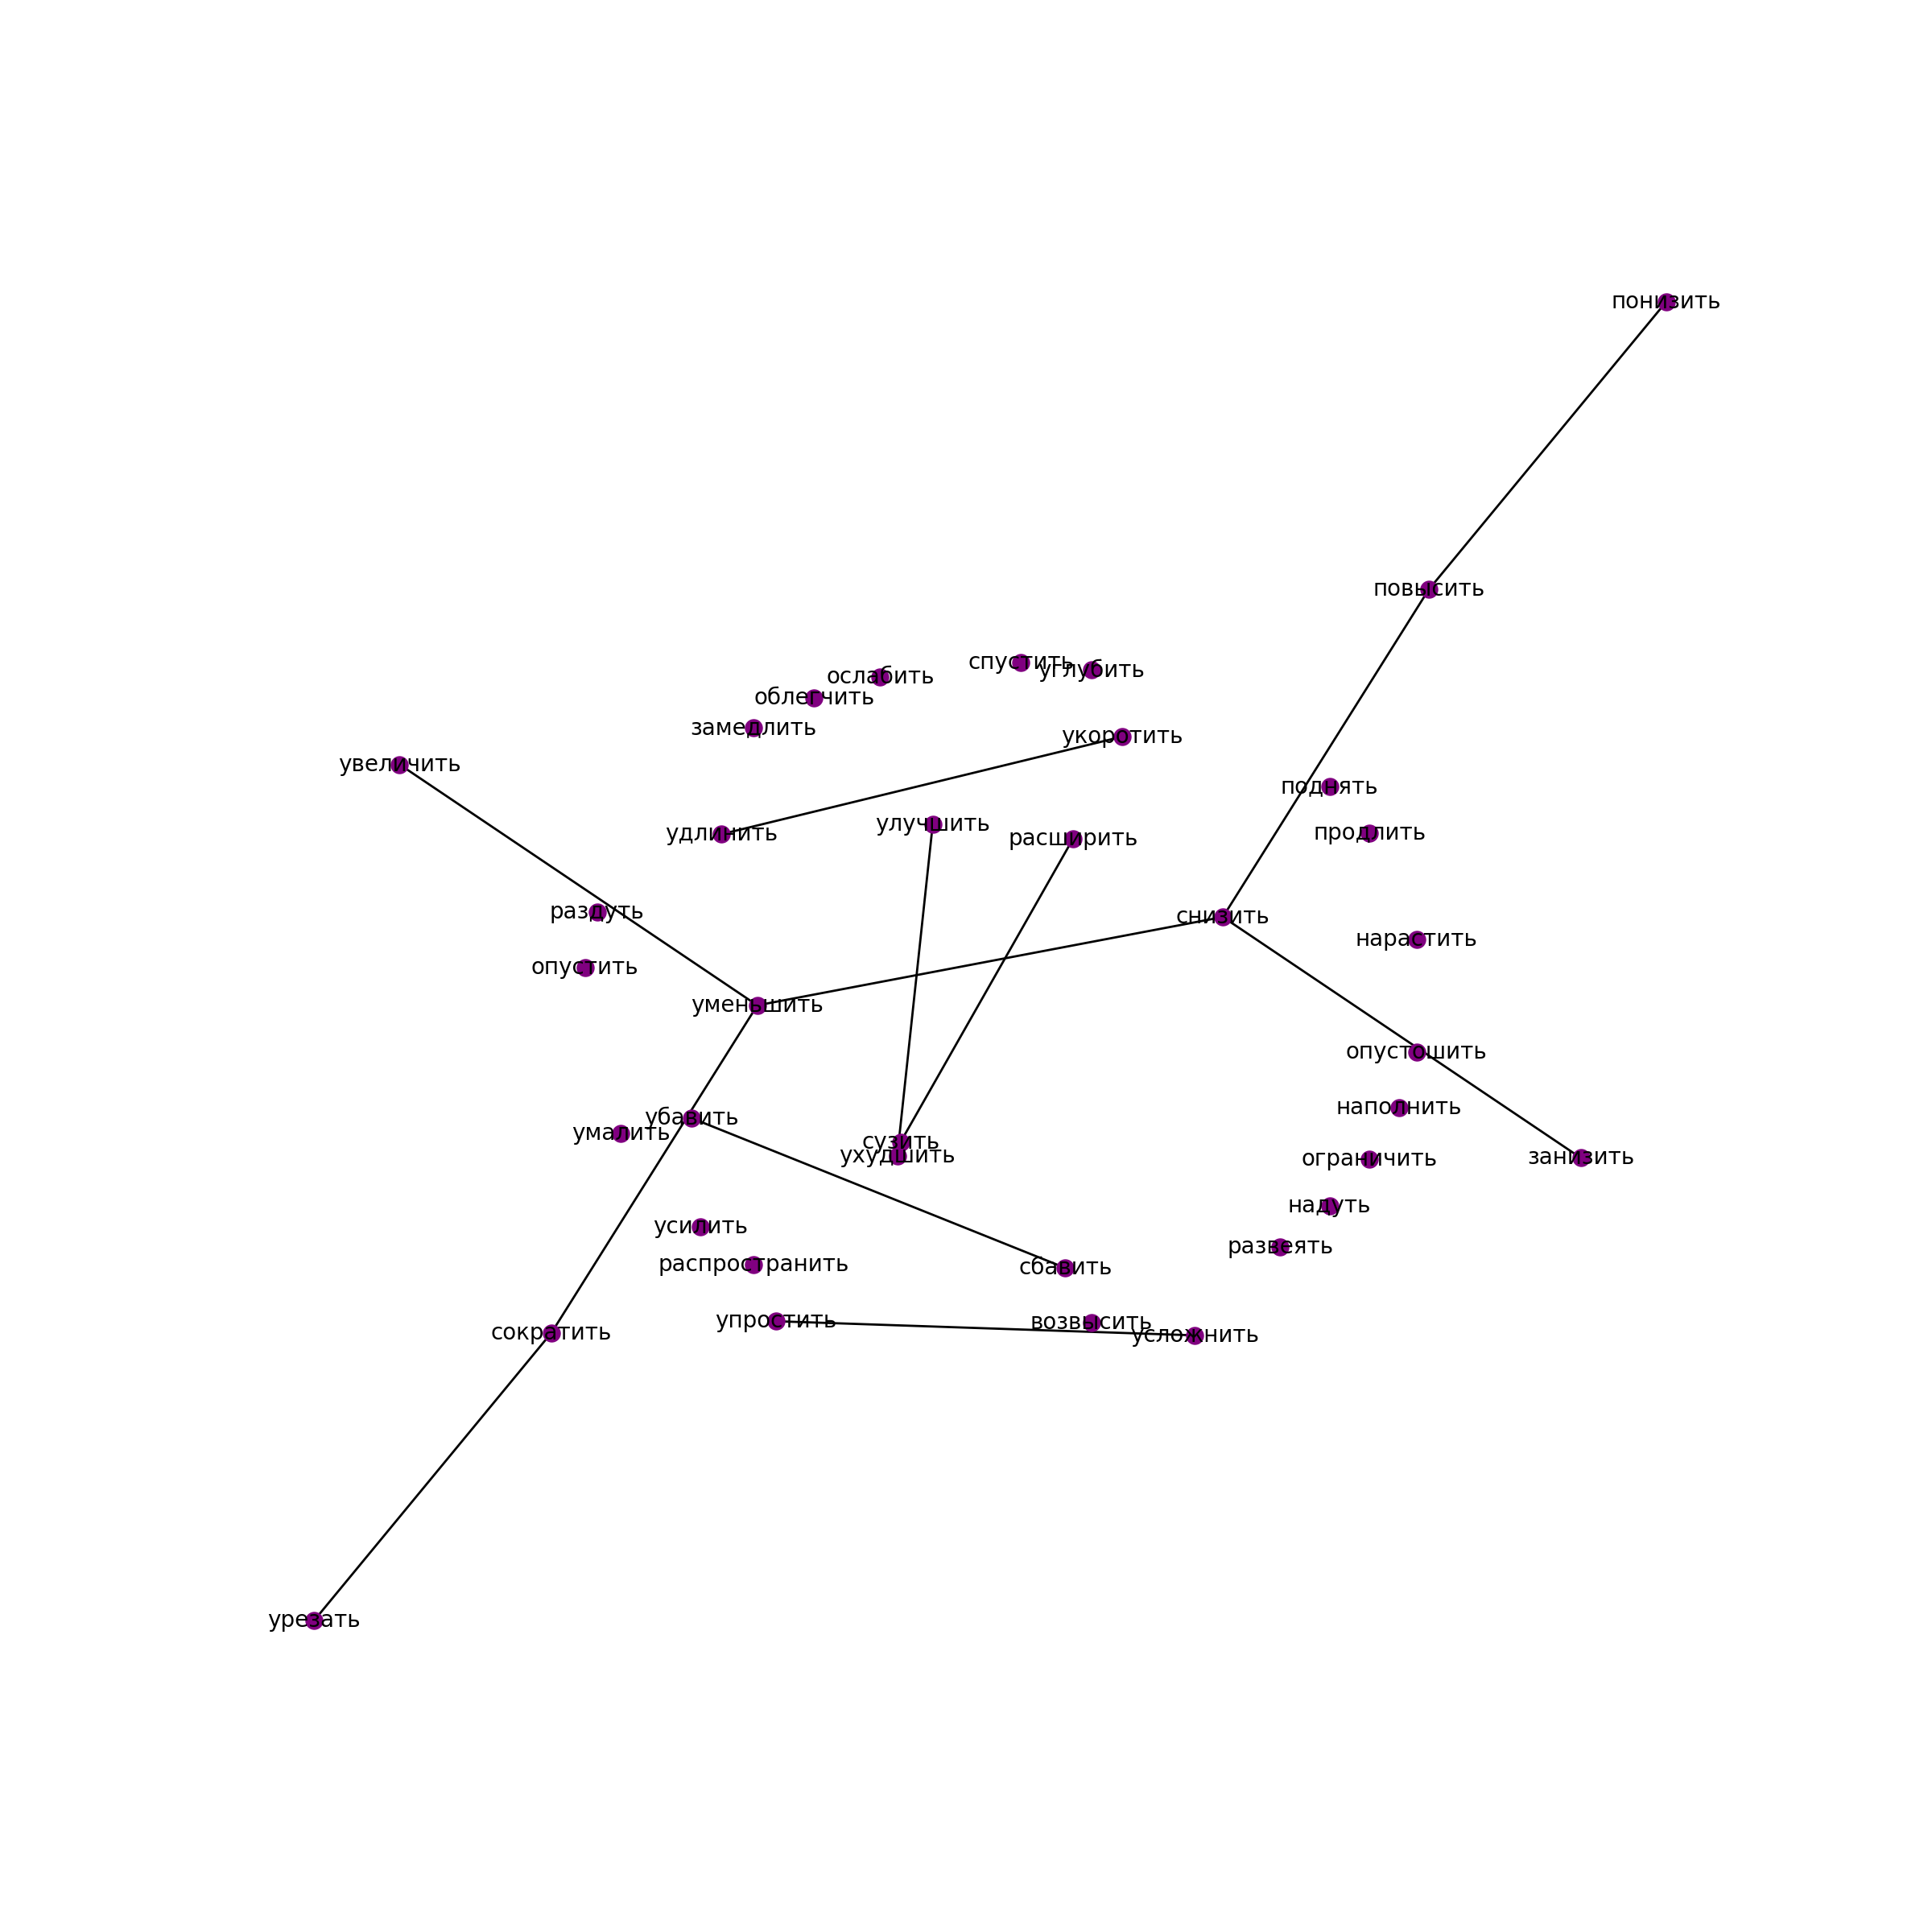 понизить
повысить
спустить
углубить
ослабить
облегчить
замедлить
укоротить
увеличить
поднять
улучшить
продлить
удлинить
расширить
раздуть
снизить
нарастить
опустить
уменьшить
опустошить
наполнить
убавить
умалить
сузить
ухудшить
занизить
ограничить
надуть
усилить
развеять
распространить
сбавить
упростить
возвысить
сократить
усложнить
урезать